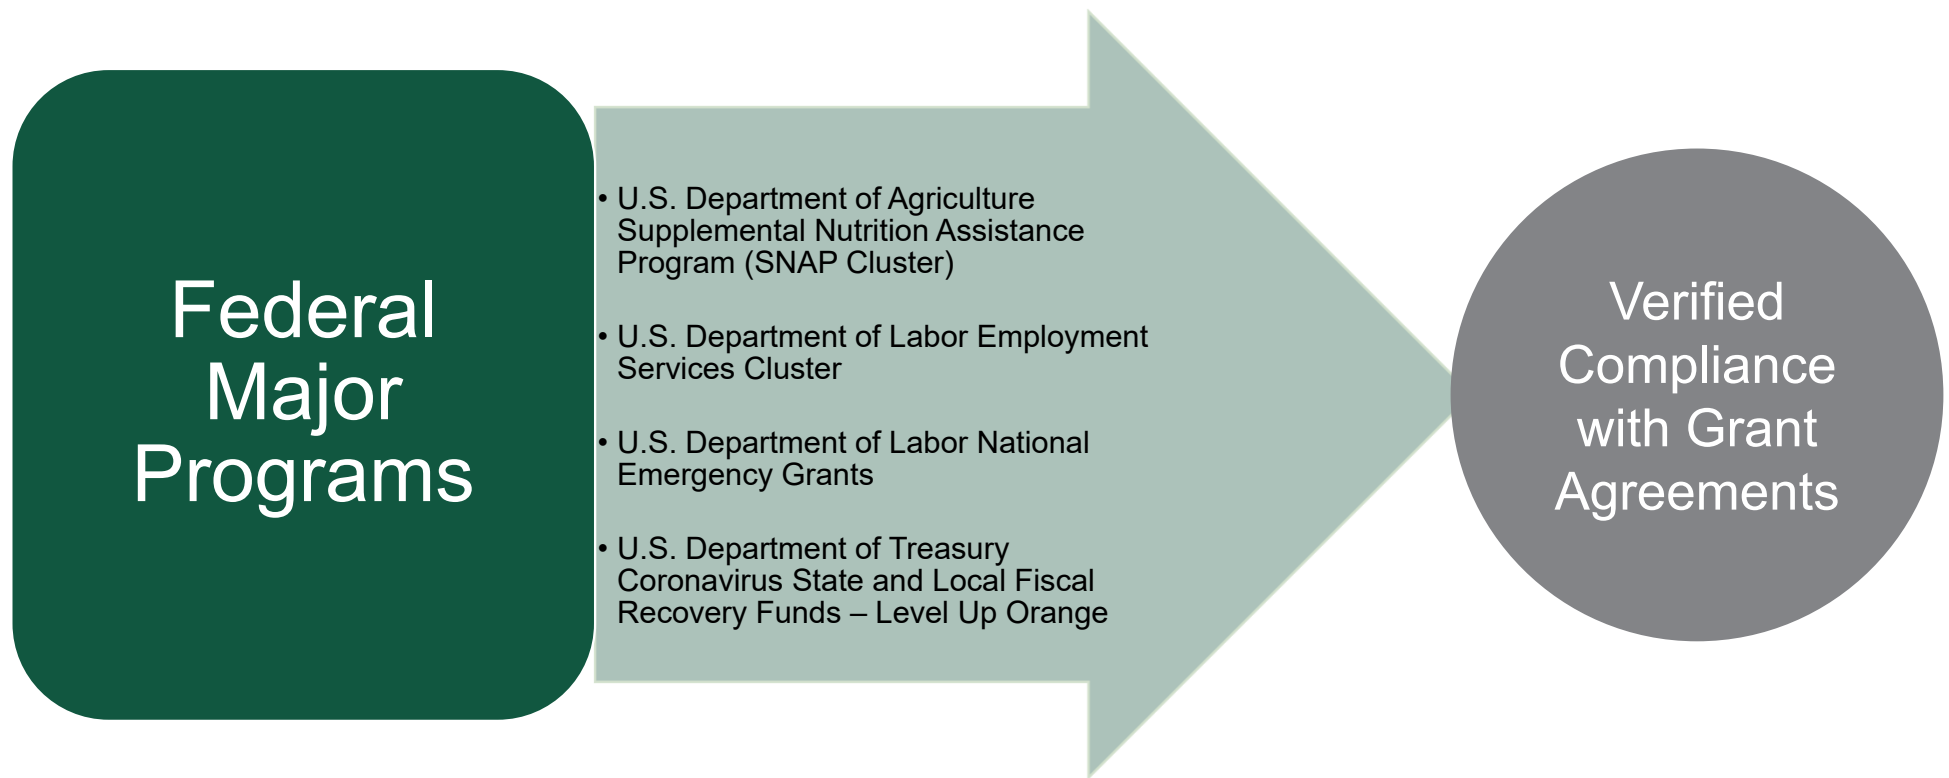 Federal
Major
Programs
• U.S. Department of Agriculture
Supplemental Nutrition Assistance
Program (SNAP Cluster)
• U.S. Department of Labor Employment
Services Cluster
• U.S. Department of Labor National
Emergency Grants
• U.S. Department of Treasury
Coronavirus State and Local Fiscal
Recovery Funds – Level Up Orange
Verified
Compliance
with Grant
Agreements